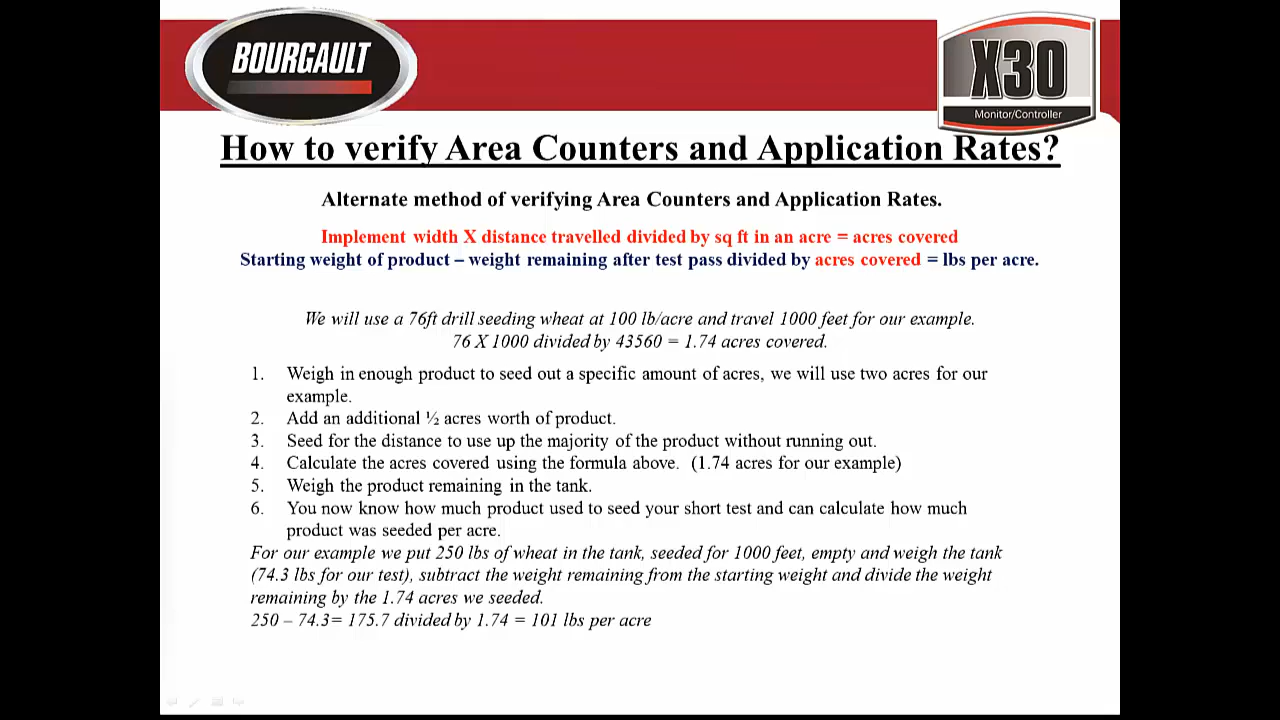 BOURGAULT
X30
Monitor/Controller
How to verify Area Counters and Application Rates?
Alternate method of verifying Area Counters and Application Rates.
Implement width X distance travelled divided by sq ft in an acre = acres covered
Starting weight of product – weight remaining after test pass divided by acres covered = lbs per acre.
We will use a 76ft drill seeding wheat at 100 lb/acre and travel 1000 feet for our example.
76 X 1000 divided by 43560 = 1.74 acres covered.
1. Weigh in enough product to seed out a specific amount of acres, we will use two acres for our
example.
2. Add an additional ½ acres worth of product.
3. Seed for the distance to use up the majority of the product without running out.
4. Calculate the acres covered using the formula above. (1.74 acres for our example)
5. Weigh the product remaining in the tank.
6. You now know how much product used to seed your short test and can calculate how much
product was seeded per acre.
For our example we put 250 lbs of wheat in the tank, seeded for 1000 feet, empty and weigh the tank
(74.3 lbs for our test), subtract the weight remaining from the starting weight and divide the weight
remaining by the 1.74 acres we seeded.
250 – 74.3= 175.7 divided by 1.74 = 101 lbs per acre